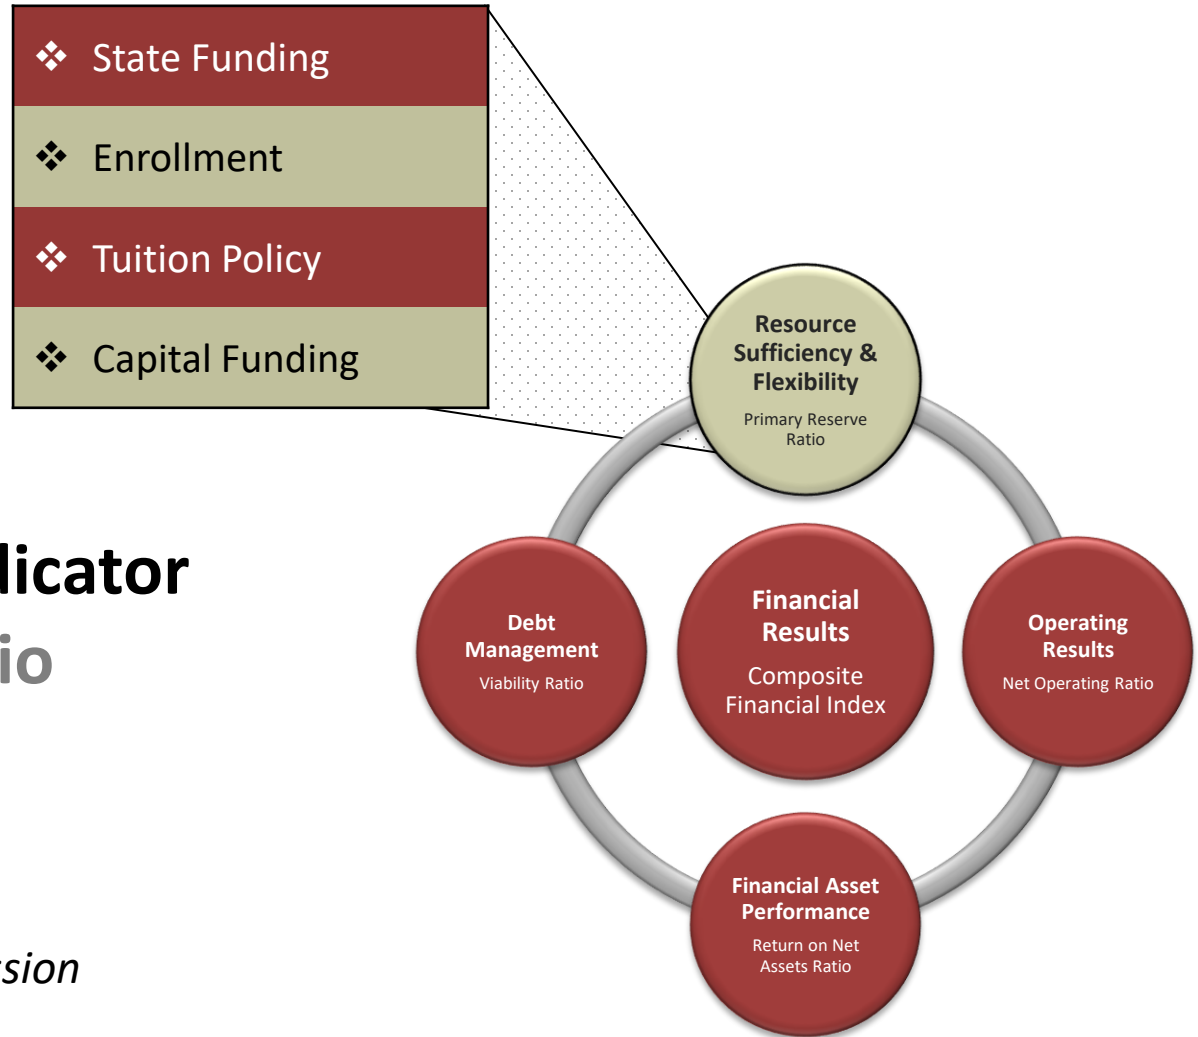 State Funding
Enrollment
Tuition Policy
Capital Funding
Resource
Sufficiency &
Flexibility
Primary Reserve
Ratio
dicator
io
Debt
Management
Viability Ratio
Financial
Results
Composite
Financial Index
Operating
Results
Net Operating Ratio
Financial Asset
Performance
Return on Net
Assets Ratio
sion